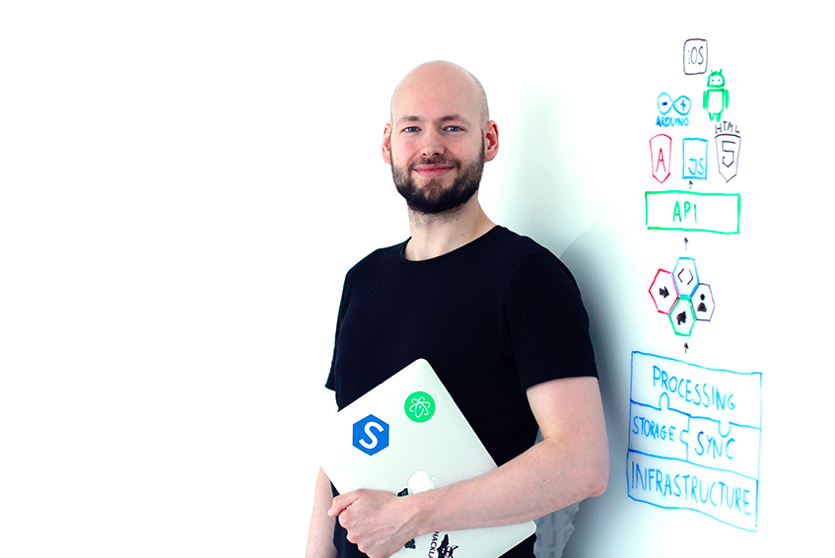 iOS
ARDUINO
HTML
A
JS
5
API
< >
PROCESSING
STORAGE
SYNC
INFRASTRUCTURE
S